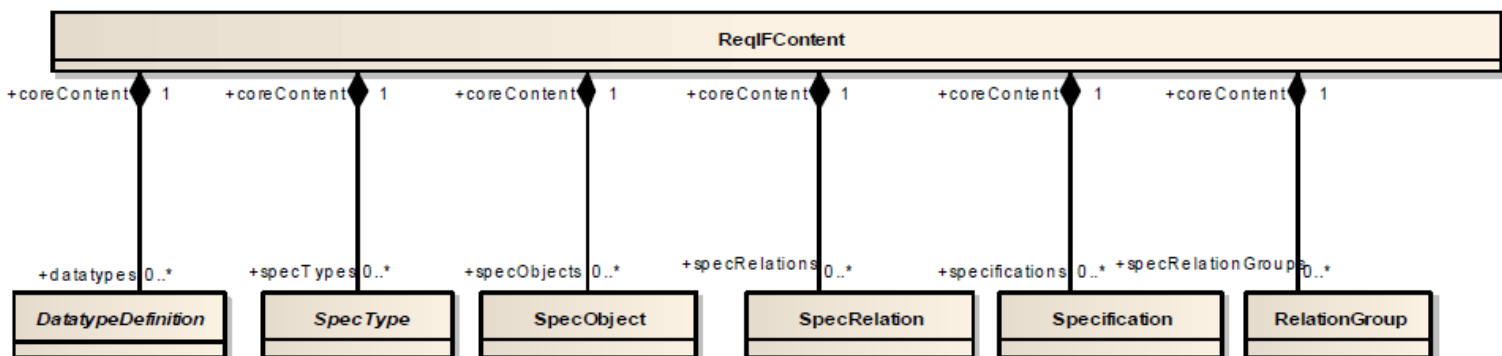 ReqIFContent
+coreContent 1 +coreContent 1 +coreContent 1 +coreContent 1 +coreContent 1 +coreContent 1
+datatypes 0..* +specTypes 0..* +specObjects 0..* +specRelations 0..* +specifications 0..* +specRelationGroups 0..*
DatatypeDefinition SpecType SpecObject SpecRelation Specification RelationGroup